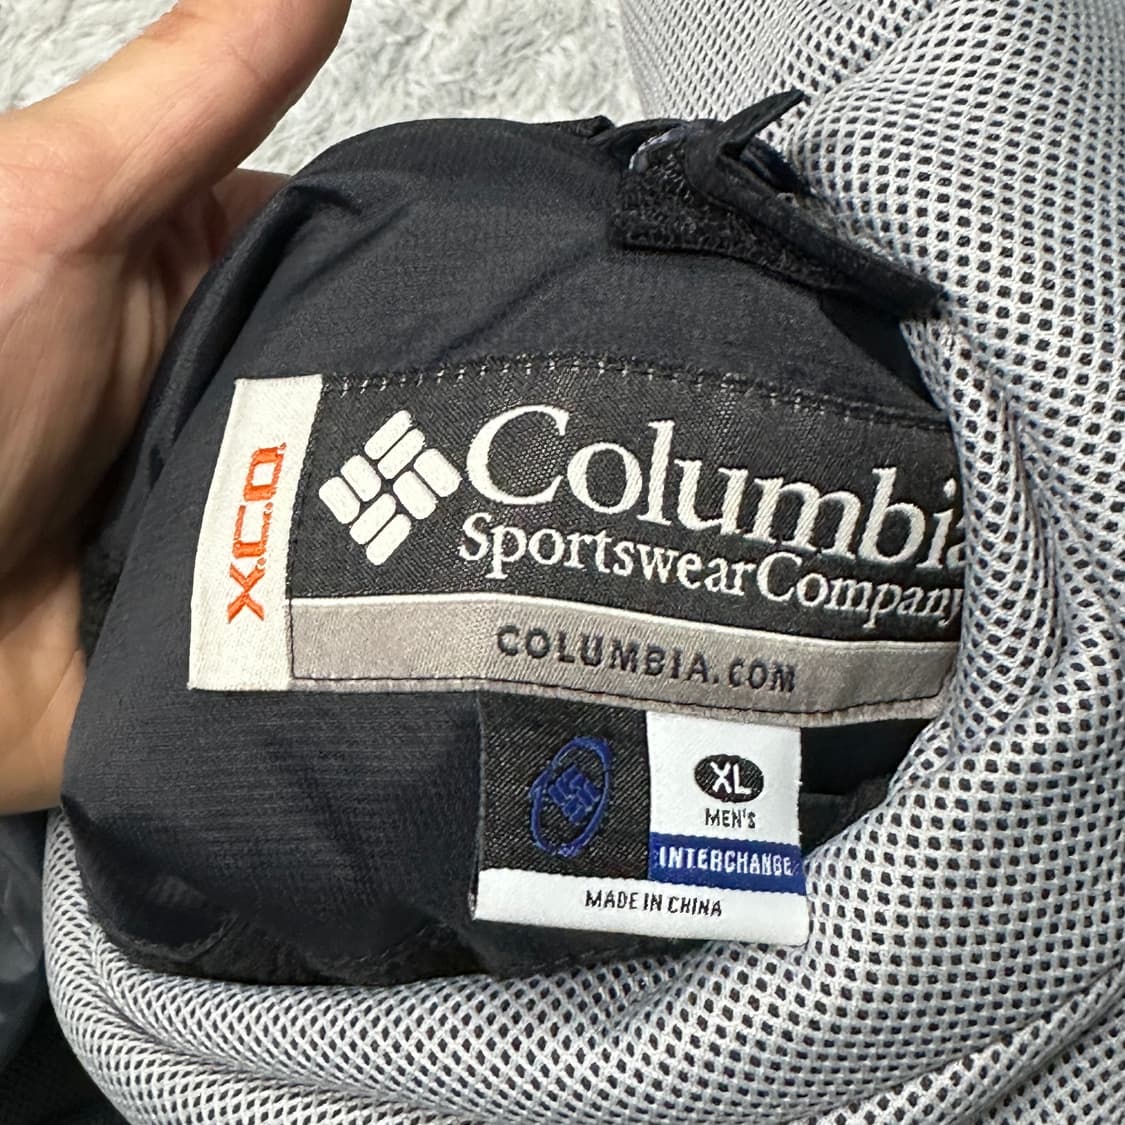 X.C.O.
Columbia
Sportswear Company
COLUMBIA.COM
XL
MEN'S
INTERCHANGE
MADE IN CHINA